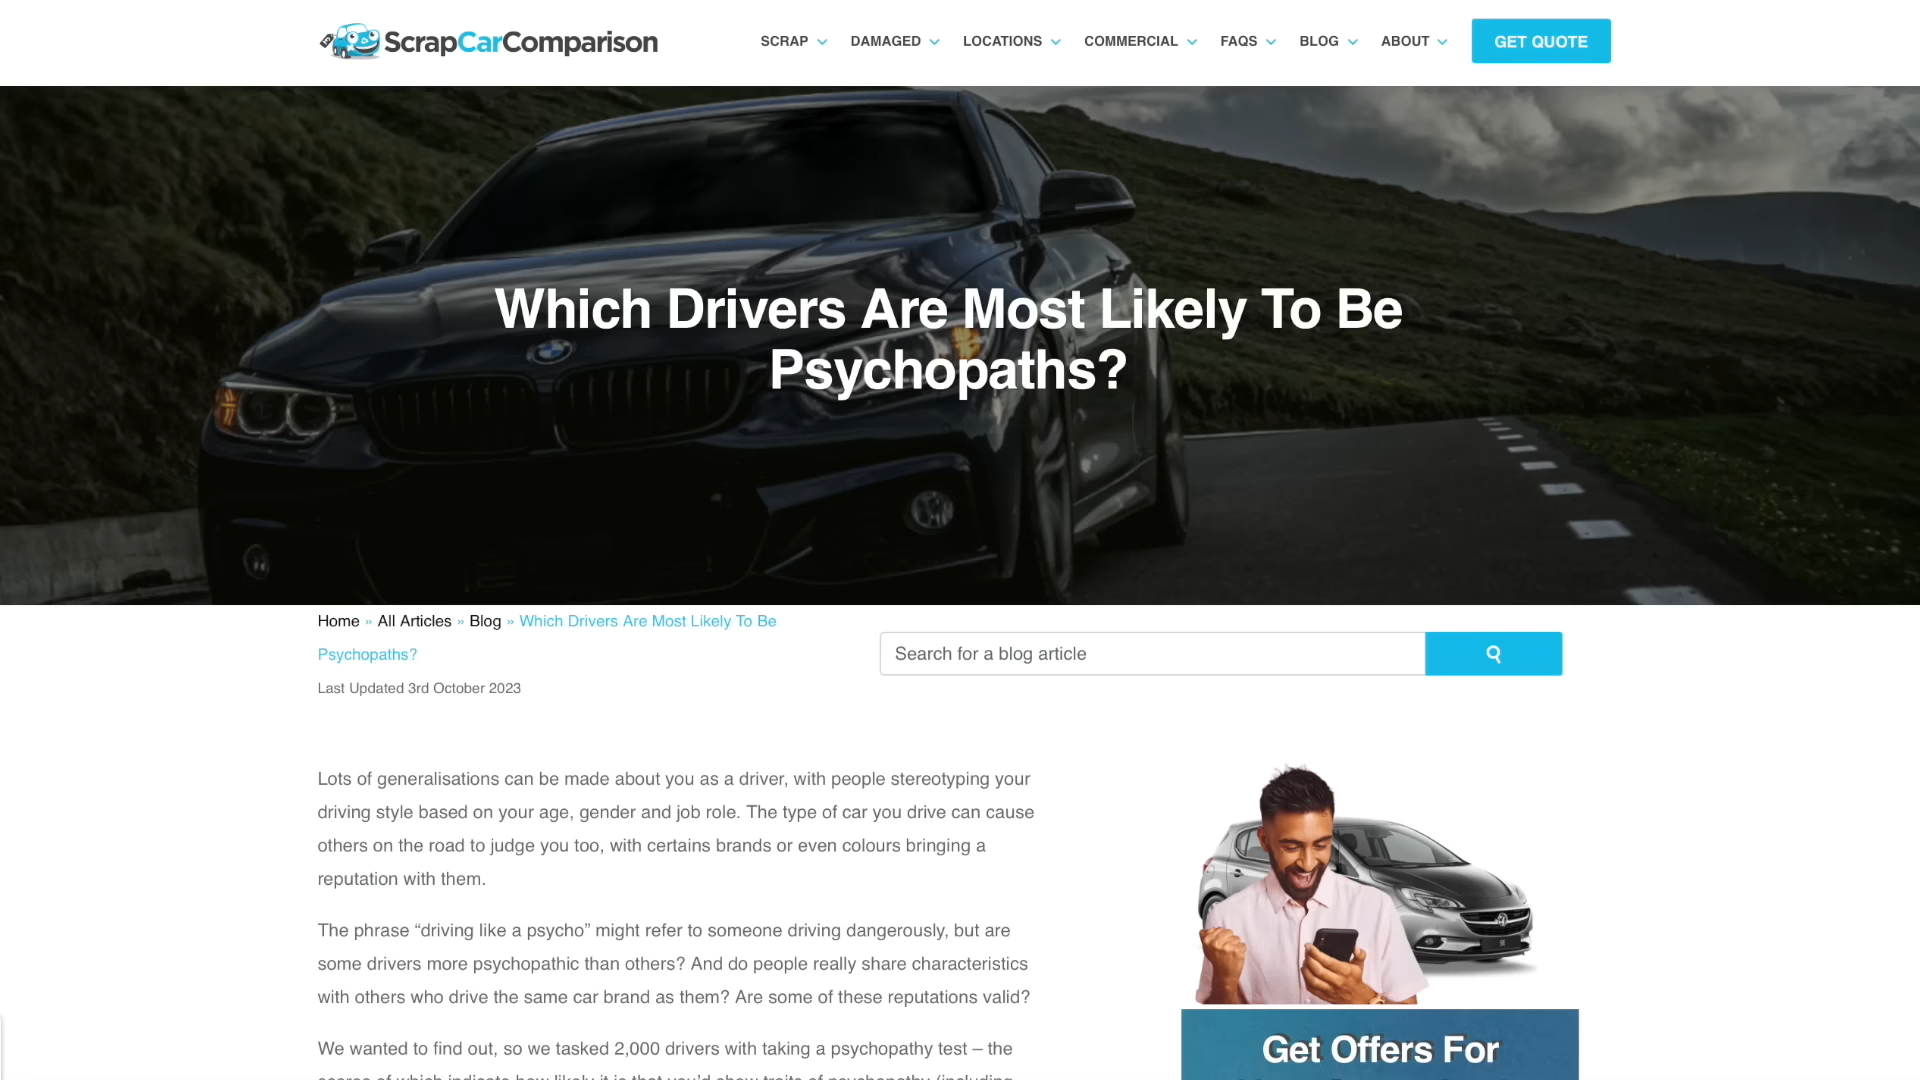 ScrapCarComparison
SCRAP DAMAGED LOCATIONS COMMERCIAL FAQS BLOG ABOUT GET QUOTE
Which Drivers Are Most Likely To Be
Psychopaths?
Home » All Articles » Blog » Which Drivers Are Most Likely To Be
Psychopaths?
Search for a blog article
Last Updated 3rd October 2023
Lots of generalisations can be made about you as a driver, with people stereotyping your
driving style based on your age, gender and job role. The type of car you drive can cause
others on the road to judge you too, with certains brands or even colours bringing a
reputation with them.
The phrase “driving like a psycho” might refer to someone driving dangerously, but are
some drivers more psychopathic than others? And do people really share characteristics
with others who drive the same car brand as them? Are some of these reputations valid?
We wanted to find out, so we tasked 2,000 drivers with taking a psychopathy test – the
Get Offers For